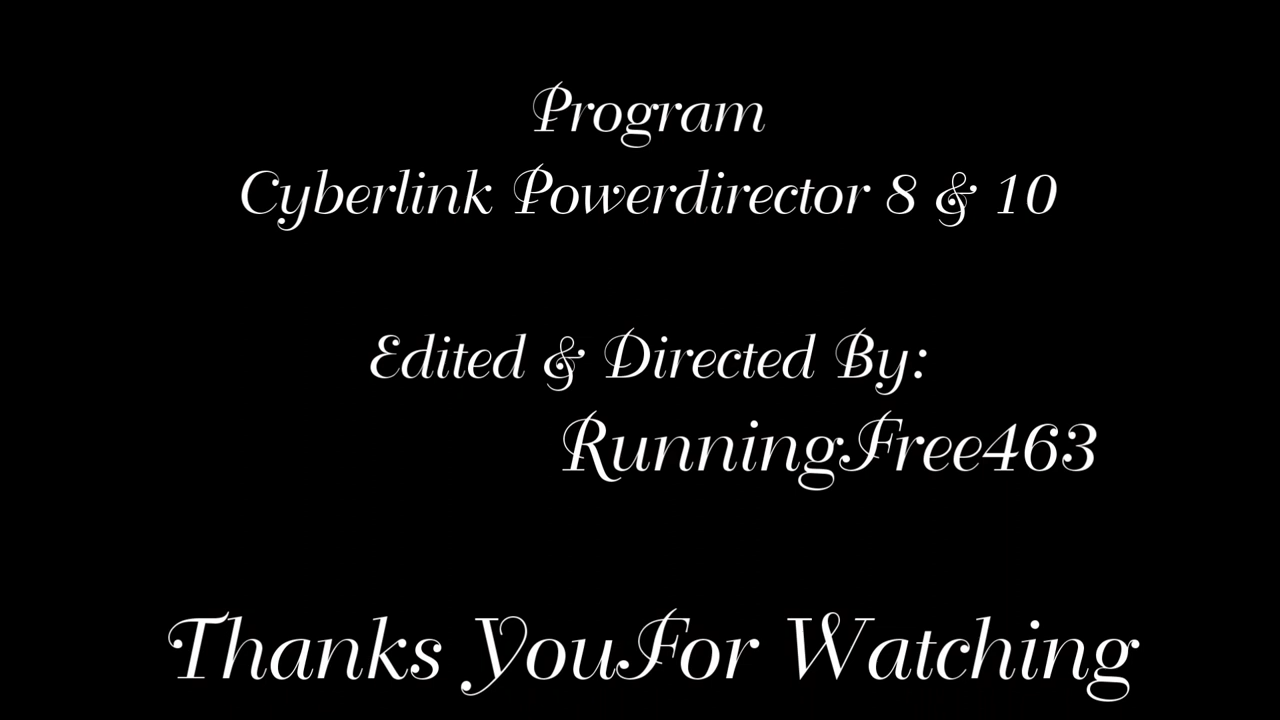 Program
Cyberlink Powerdirector 8 & 10
Edited & Directed By:
RunningFree463
Thanks YouFor Watching